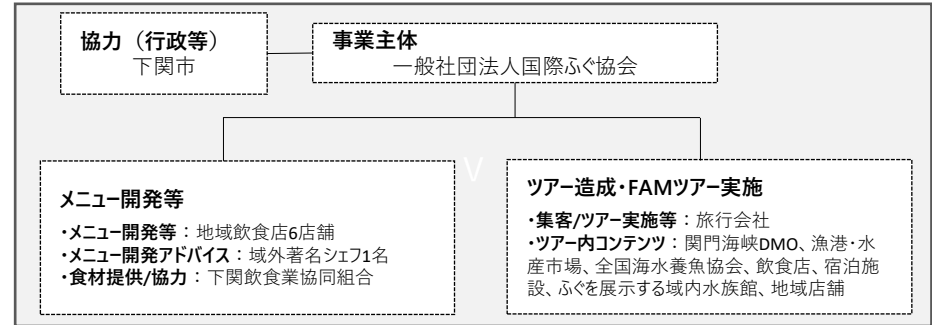 協力（行政等）
下関市
事業主体
一般社団法人国際ふぐ協会
メニュー開発等
・メニュー開発等：地域飲食店6店舗
・メニュー開発アドバイス：域外著名シェフ1名
・食材提供/協力：下関飲食業協同組合
V
ツアー造成・FAMツアー実施
・集客/ツアー実施等：旅行会社
・ツアー内コンテンツ：関門海峡DMO、漁港・水
産市場、全国海水養魚協会、飲食店、宿泊施
設、ふぐを展示する域内水族館、地域店舗